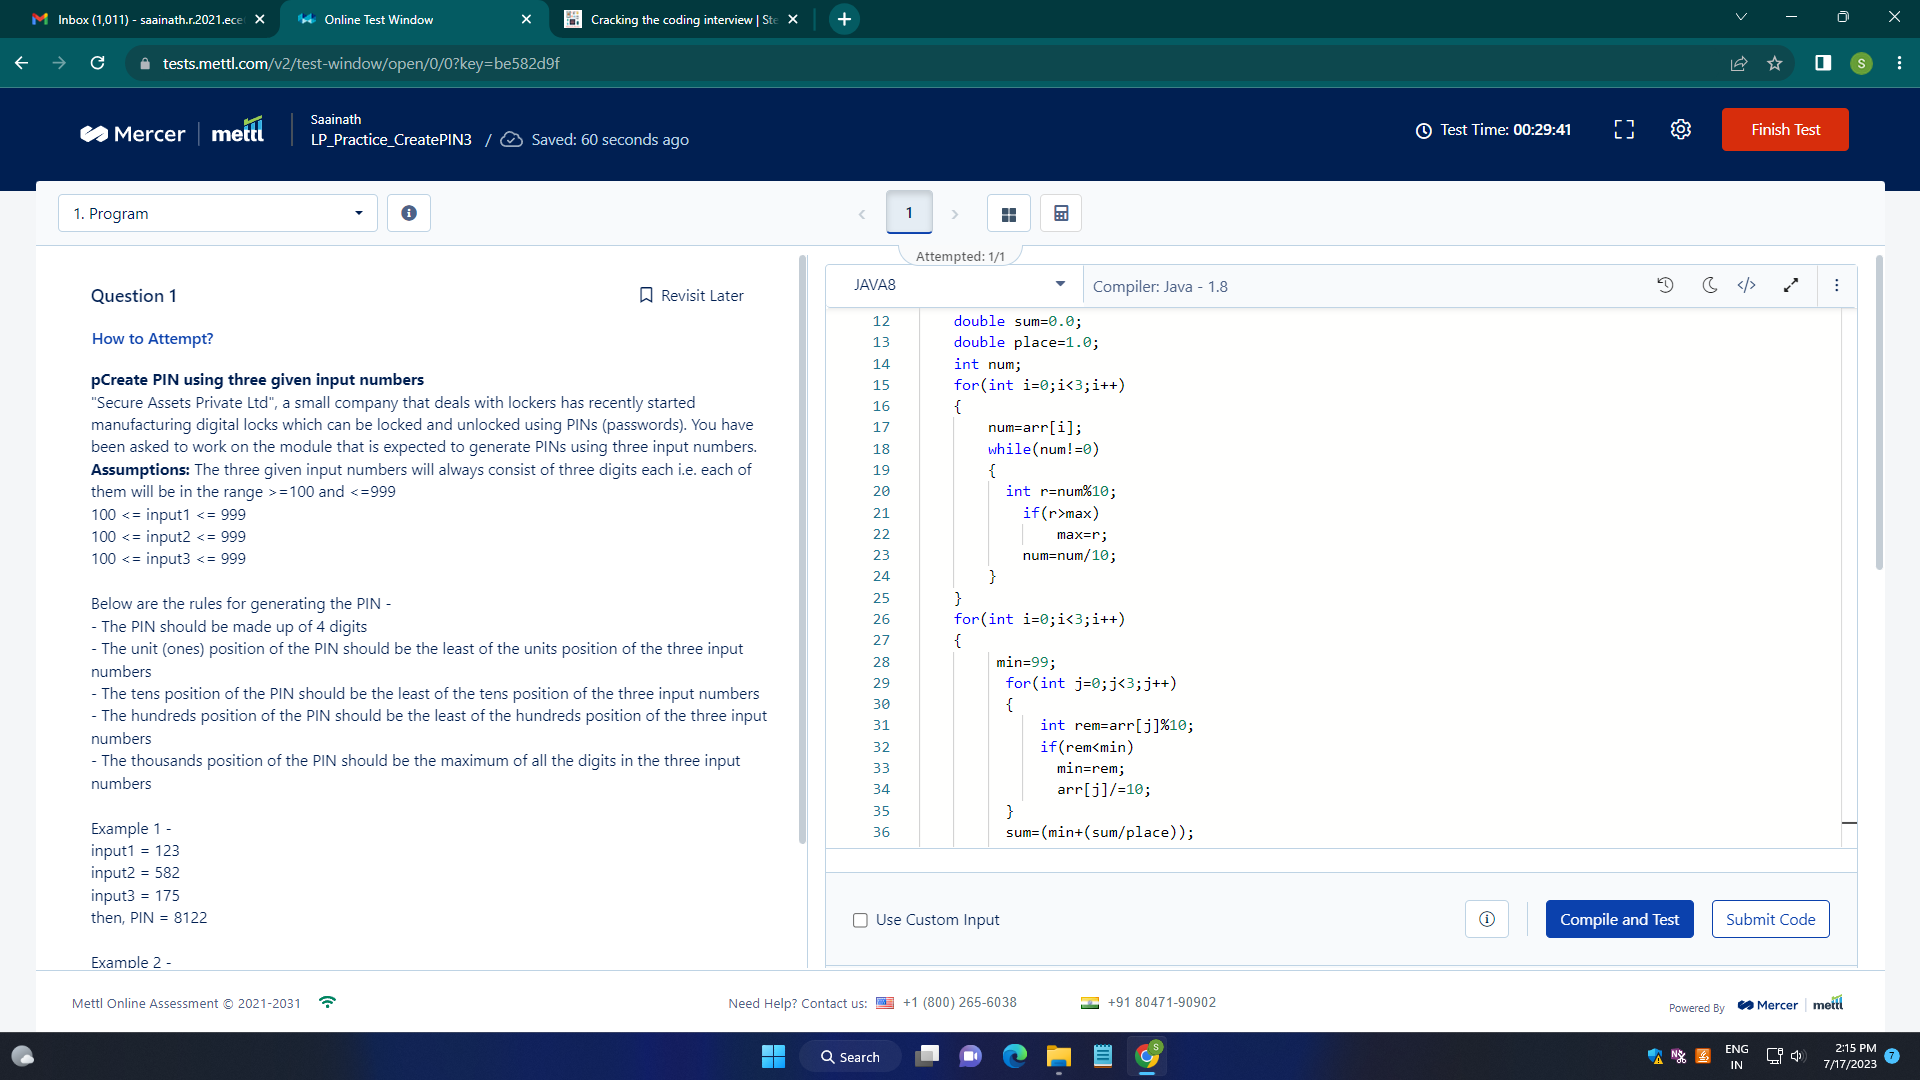 Inbox (1,011) - saainath.r.2021.ece
Online Test Window
Cracking the coding interview | Ste
tests.mettl.com/v2/test-window/open/0/0?key=be582d9f
S
Mercer | mettl
Saainath
LP_Practice_CreatePIN3 / Saved: 60 seconds ago
Test Time: 00:29:41
Finish Test
1. Program
1
Attempted: 1/1
Question 1
Revisit Later
How to Attempt?
pCreate PIN using three given input numbers
"Secure Assets Private Ltd", a small company that deals with lockers has recently started
manufacturing digital locks which can be locked and unlocked using PINs (passwords). You have
been asked to work on the module that is expected to generate PINs using three input numbers.
Assumptions: The three given input numbers will always consist of three digits each i.e. each of
them will be in the range >=100 and <=999
100 <= input1 <= 999
100 <= input2 <= 999
100 <= input3 <= 999
Below are the rules for generating the PIN -
- The PIN should be made up of 4 digits
- The unit (ones) position of the PIN should be the least of the units position of the three input
numbers
- The tens position of the PIN should be the least of the tens position of the three input numbers
- The hundreds position of the PIN should be the least of the hundreds position of the three input
numbers
- The thousands position of the PIN should be the maximum of all the digits in the three input
numbers
Example 1 -
input1 = 123
input2 = 582
input3 = 175
then, PIN = 8122
Example 2 -
JAVA8
Compiler: Java - 1.8
12 double sum=0.0;
13 double place=1.0;
14 int num;
15 for(int i=0;i<3;i++)
16 {
17 num=arr[i];
18 while(num!=0)
19 {
20 int r=num%10;
21 if(r>max)
22 max=r;
23 num=num/10;
24 }
25 }
26 for(int i=0;i<3;i++)
27 {
28 min=99;
29 for(int j=0;j<3;j++)
30 {
31 int rem=arr[j]%10;
32 if(rem<min)
33 min=rem;
34 arr[j]/=10;
35 }
36 sum=(min+(sum/place));
Use Custom Input
Compile and Test
Submit Code
Mettl Online Assessment © 2021-2031
Need Help? Contact us: +1 (800) 265-6038
+91 80471-90902
Powered By Mercer | mettl
Search
S
ENG
IN
2:15 PM
7/17/2023
7